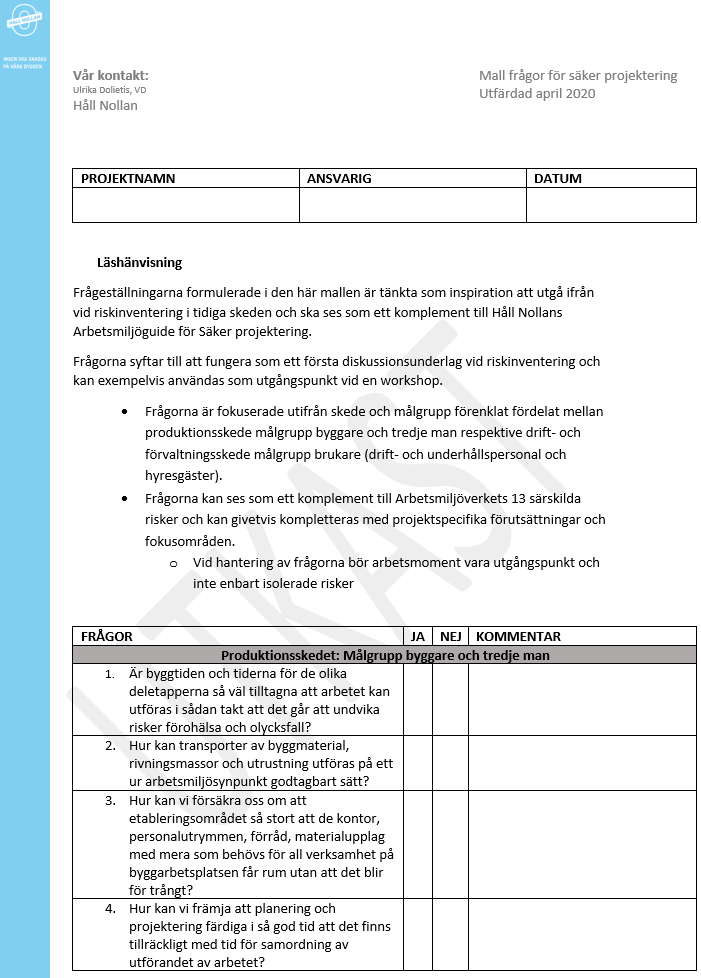 HÅLL NOLLAN
INGEN SKA SKADAS
PÅ VÅRA BYGGEN
Vår kontakt:
Ulrika Dolietis, VD
Håll Nollan
Mall frågor för säker projektering
Utfärdad april 2020
PROJEKTNAMN ANSVARIG DATUM
Läshänvisning
Frågeställningarna formulerade i den här mallen är tänkta som inspiration att utgå ifrån
vid riskinventering i tidiga skeden och ska ses som ett komplement till Håll Nollans
Arbetsmiljöguide för Säker projektering.
Frågorna syftar till att fungera som ett första diskussionsunderlag vid riskinventering och
kan exempelvis användas som utgångspunkt vid en workshop.
• Frågorna är fokuserade utifrån skede och målgrupp förenklat fördelat mellan
produktionsskede målgrupp byggare och tredje man respektive drift- och
förvaltningsskede målgrupp brukare (drift- och underhållspersonal och
hyresgäster).
• Frågorna kan ses som ett komplement till Arbetsmiljöverkets 13 särskilda
risker och kan givetvis kompletteras med projektspecifika förutsättningar och
fokusområden.
o Vid hantering av frågorna bör arbetsmoment vara utgångspunkt och
inte enbart isolerade risker
UTKAST
FRÅGOR JA NEJ KOMMENTAR
Produktionsskedet: Målgrupp byggare och tredje man
1. Är byggtiden och tiderna för de olika
deletapperna så väl tilltagna att arbetet kan
utföras i sådan takt att det går att undvika
risker förohälsa och olycksfall?
2. Hur kan transporter av byggmaterial,
rivningsmassor och utrustning utföras på ett
ur arbetsmiljösynpunkt godtagbart sätt?
3. Hur kan vi försäkra oss om att
etableringsområdet så stort att de kontor,
personalutrymmen, förråd, materialupplag
med mera som behövs för all verksamhet på
byggarbetsplatsen får rum utan att det blir
för trångt?
4. Hur kan vi främja att planering och
projektering färdiga i så god tid att det finns
tillräckligt med tid för samordning av
utförandet av arbetet?